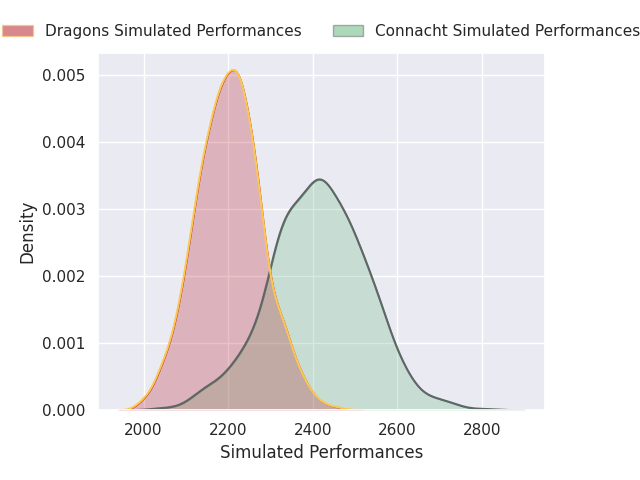 Dragons Simulated Performances
Connacht Simulated Performances
0.005
0.004
0.003
0.002
0.001
0.000
Density
2000
2200
2400
2600
2800
Simulated Performances